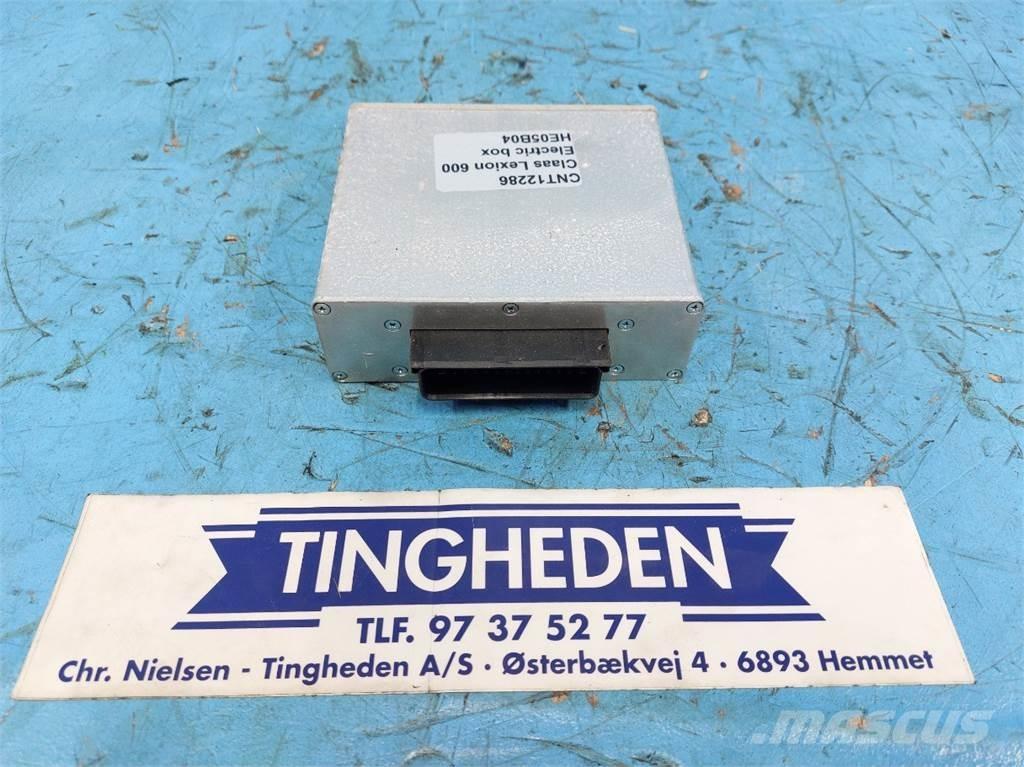 CNT12286
Claas Lexion 600
Electric box
HE05B04
TINGHEDEN
TLF. 97 37 52 77
Chr. Nielsen - Tingheden A/S · Østerbækvej 4 · 6893 Hemmet
mascus